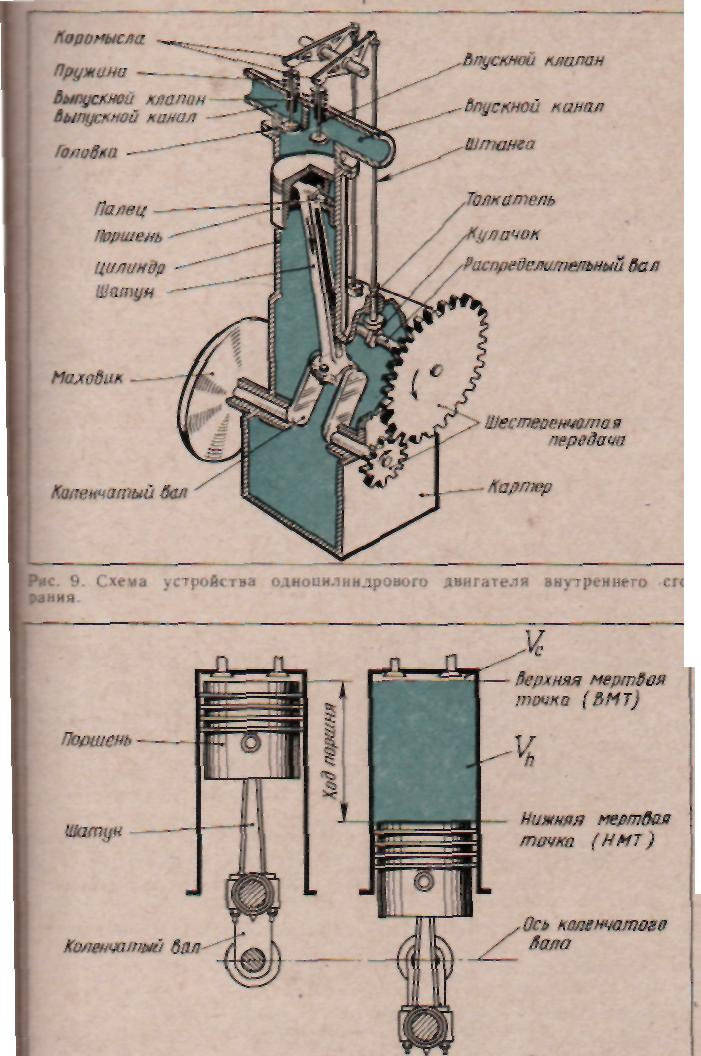 Коромысла
Пружина
Выпускной клапан
Выпускной канал
Головка
Палец
Поршень
Цилиндр
Шатун
Маховик
Коленчатый вал
Впускной клапан
Впускной канал
Штанга
Толкатель
Кулачок
Распределительный вал
Шестеренчатая
передача
Картер
Рис. 9. Схема устройства одноцилиндрового двигателя внутреннего сго
рания.
Поршень
Шатун
Коленчатый вал
Ход поршня
Vc
Верхняя мертвая
точка (ВМТ)
Vh
Нижняя мертвая
точка (НМТ)
Ось коленчатого
вала